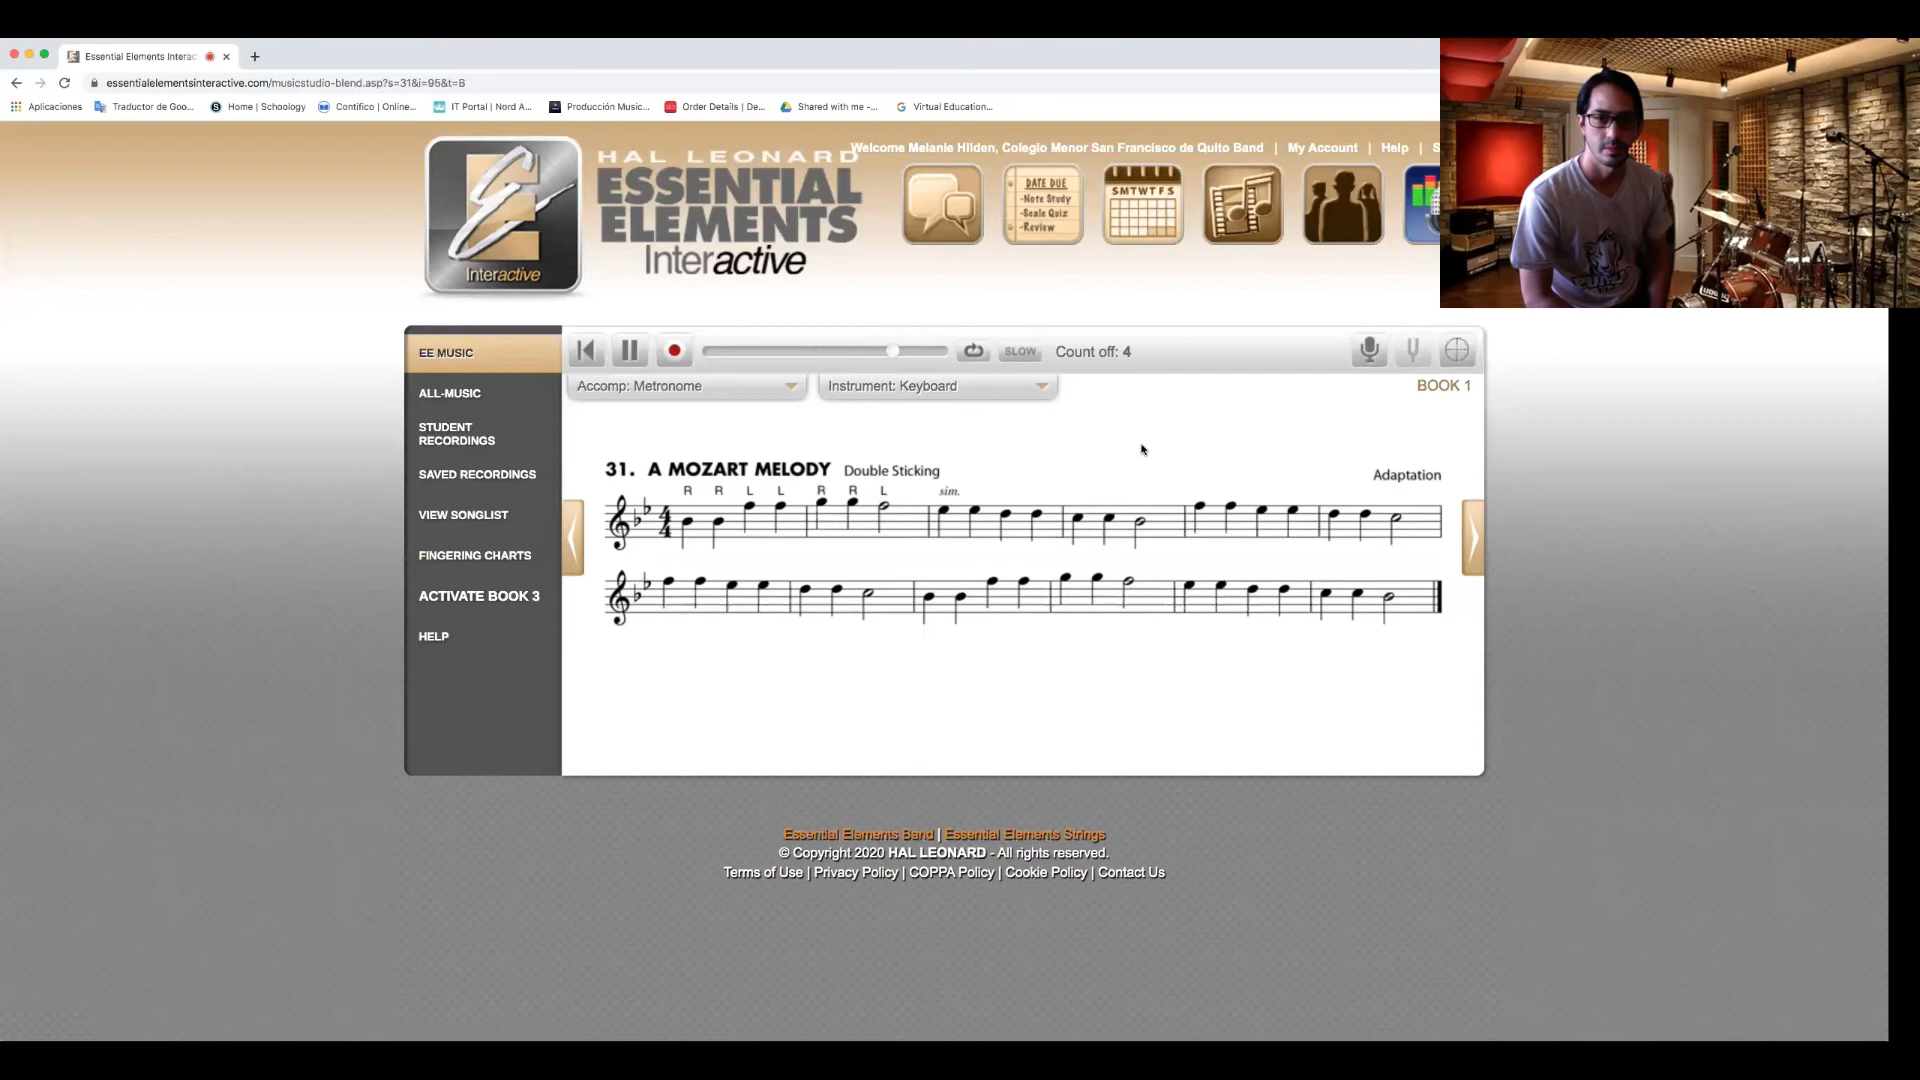 Essential Elements Interac
essentialelementsinteractive.com/musicstudio-blend.asp?s=31&i=95&t=B
Aplicaciones Traductor de Goo... Home | Schoology Contífico | Online... IT Portal | Nord A... Producción Music... Order Details | De... Shared with me -... Virtual Education...
Welcome Melanie Hilden, Colegio Menor San Francisco de Quito Band | My Account | Help | S
HAL LEONARD
ESSENTIAL
ELEMENTS
Interactive
Interactive
DATE DUE
-Note Study
-Scale Quiz
-Review
SMTWTFS
LUDWIG
EE MUSIC
ALL-MUSIC
STUDENT
RECORDINGS
SAVED RECORDINGS
VIEW SONGLIST
FINGERING CHARTS
ACTIVATE BOOK 3
HELP
SLOW Count off: 4
Accomp: Metronome Instrument: Keyboard BOOK 1
31. A MOZART MELODY Double Sticking
Adaptation
R R L L R R L sim.
4
4
Essential Elements Band | Essential Elements Strings
© Copyright 2020 HAL LEONARD - All rights reserved.
Terms of Use | Privacy Policy | COPPA Policy | Cookie Policy | Contact Us